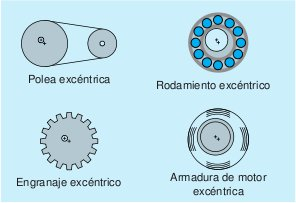 Polea excéntrica
Rodamiento excéntrico
Engranaje excéntrico
Armadura de motor
excéntrica